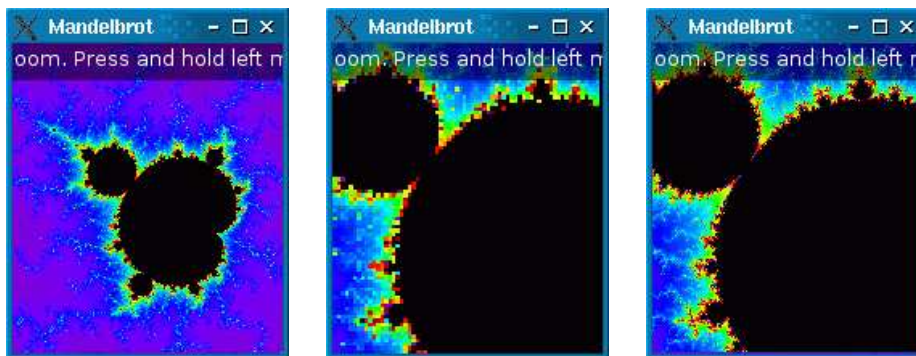 Mandelbrot
oom. Press and hold left m
Mandelbrot
oom. Press and hold left m
Mandelbrot
oom. Press and hold left r